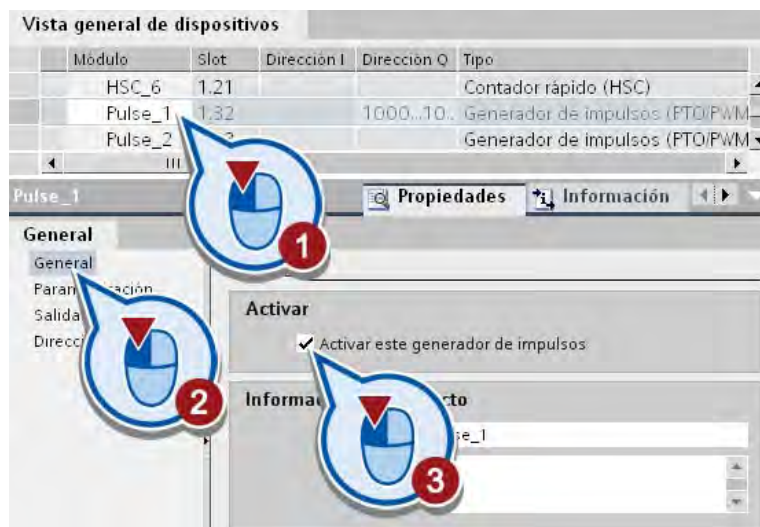 Vista general de dispositivos
Módulo Slot Dirección I Dirección Q Tipo
HSC_6 1.21 Contador rápido (HSC)
Pulse_1 1.32 1000...10.. Generador de impulsos (PTO/PWM
Pulse_2 Generador de impulsos (PTO/PWM
Pulse_1 Propiedades Información
General
General
1
Salida
2
Activar
Activar este generador de impulsos
se_1
3